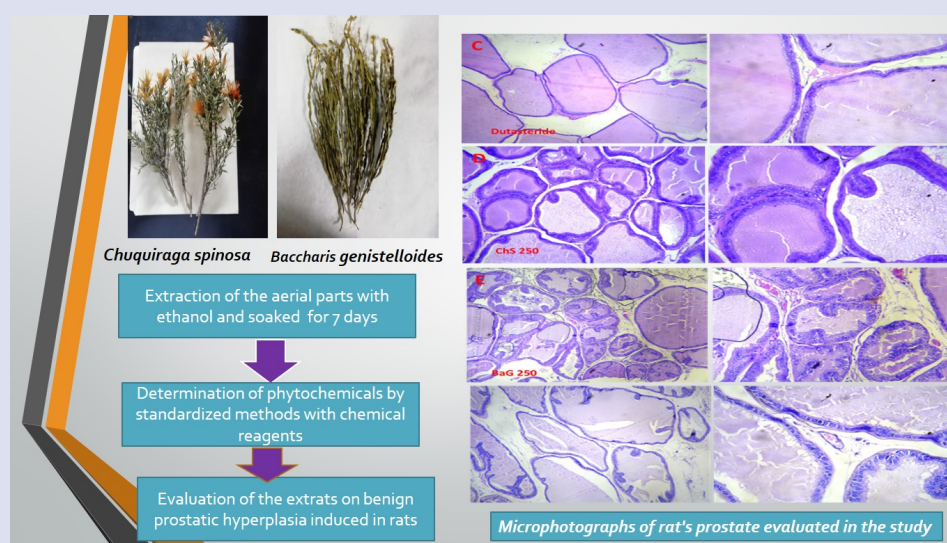 Chuquiraga spinosa
Baccharis genistelloides
Extraction of the aerial parts with
ethanol and soaked for 7 days
Determination of phytochemicals by
standardized methods with chemical
reagents
Evaluation of the extrats on benign
prostatic hyperplasia induced in rats
C
Dutasteride
D
ChS 250
E
BaG 250
Microphotographs of rat's prostate evaluated in the study